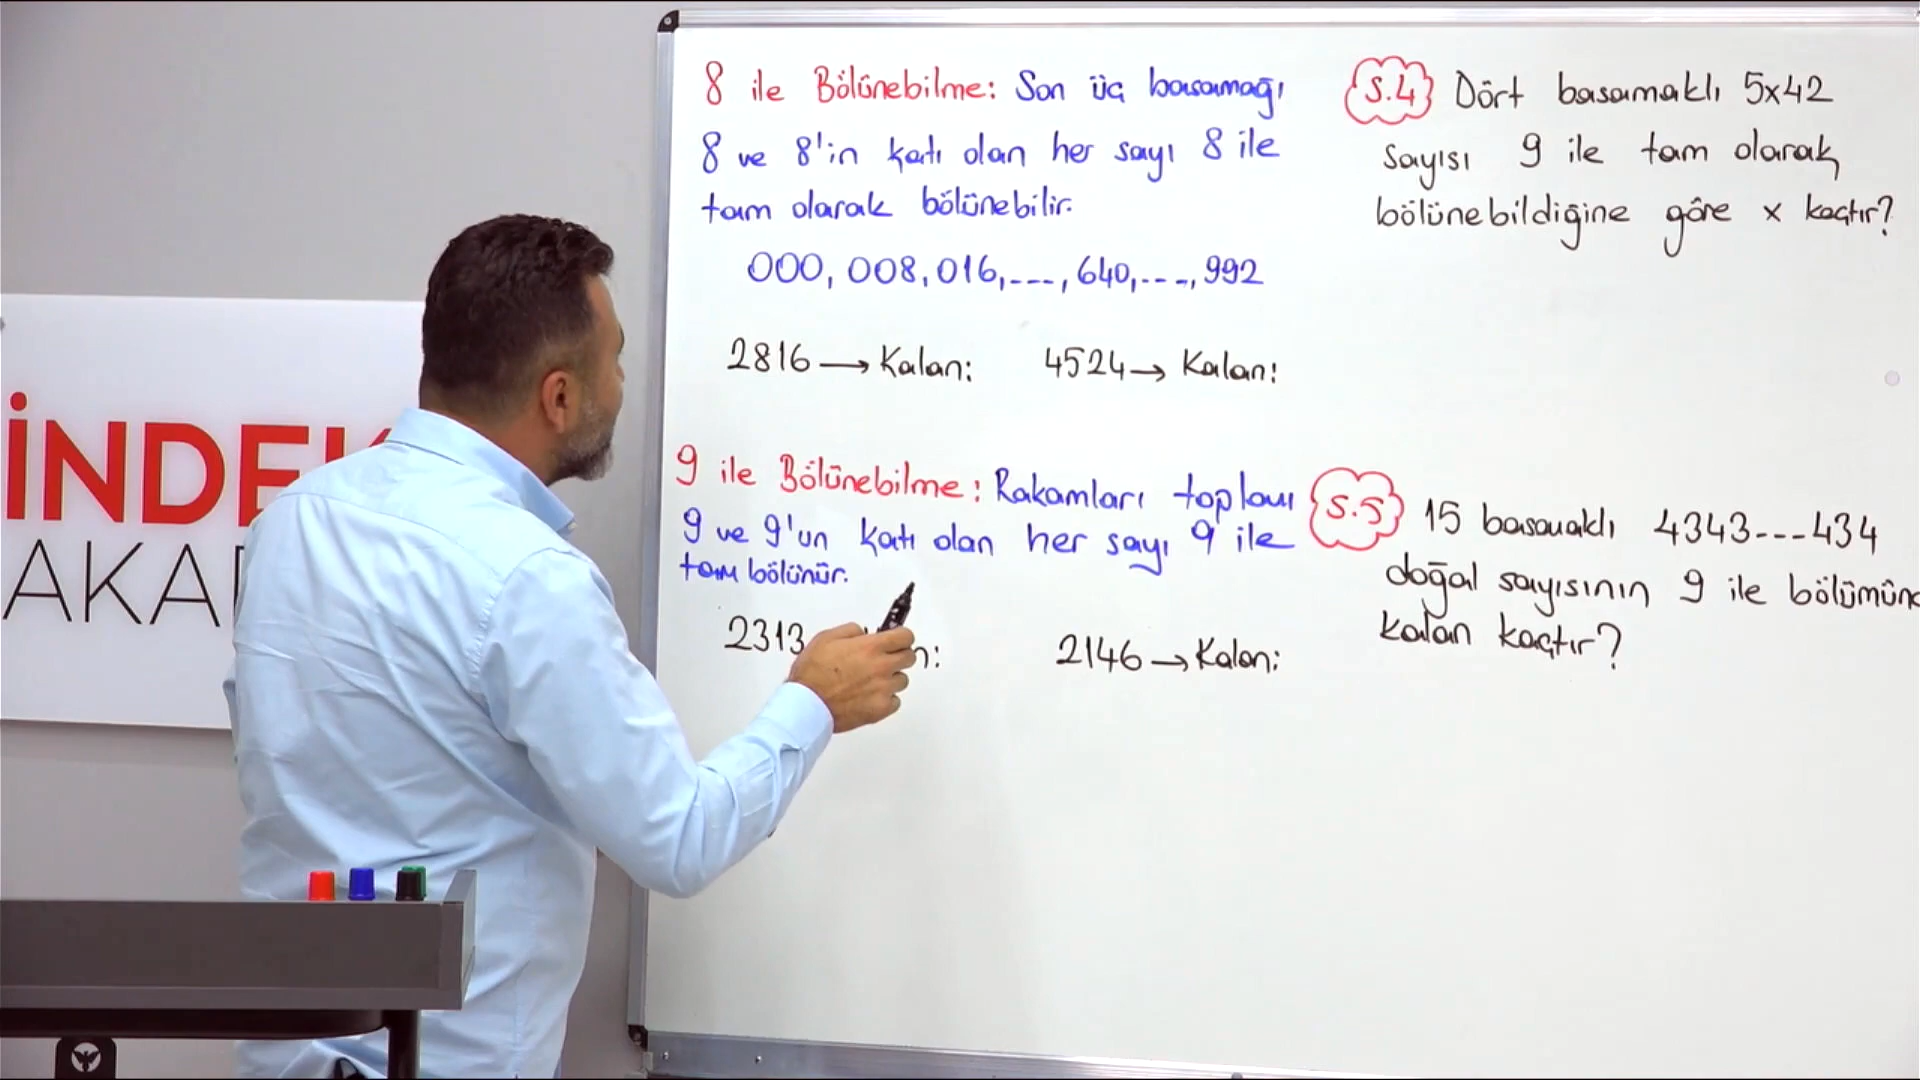 8 ile Bölünebilme: Son üç basamağı
8 ve 8'in katı olan her sayı 8 ile
tam olarak bölünebilir.
000, 008, 016, ---, 640, ---, 992
2816 → Kalan:
4524 → Kalan:
9 ile Bölünebilme: Rakamları toplamı
9 ve 9'un katı olan her sayı 9 ile
tam bölünür.
2313
2146 → Kalan:
S.4 Dört basamaklı 5x42
sayısı 9 ile tam olarak
bölünebildiğine göre x kaçtır?
S.5 15 basamaklı 4343---434
doğal sayısının 9 ile
kalan kaçtır?
İNDEK